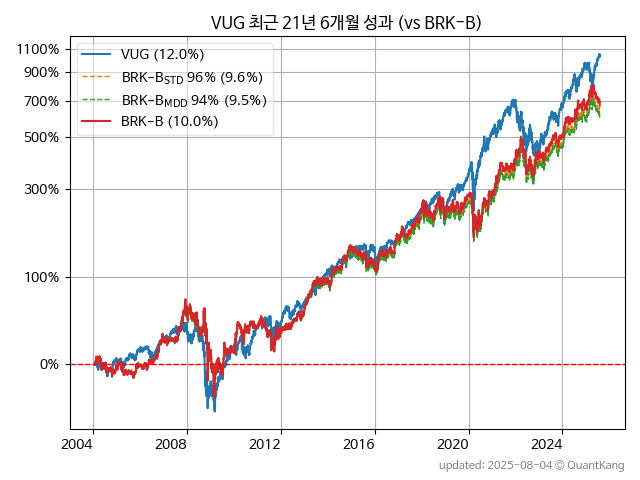 VUG 최근 21년 6개월 성과 (vs BRK-B)
VUG (12.0%)
BRK-B_STD 96% (9.6%)
BRK-B_MDD 94% (9.5%)
BRK-B (10.0%)
1100%
900%
700%
500%
300%
100%
0%
2004 2008 2012 2016 2020 2024
updated: 2025-08-04 © QuantKang